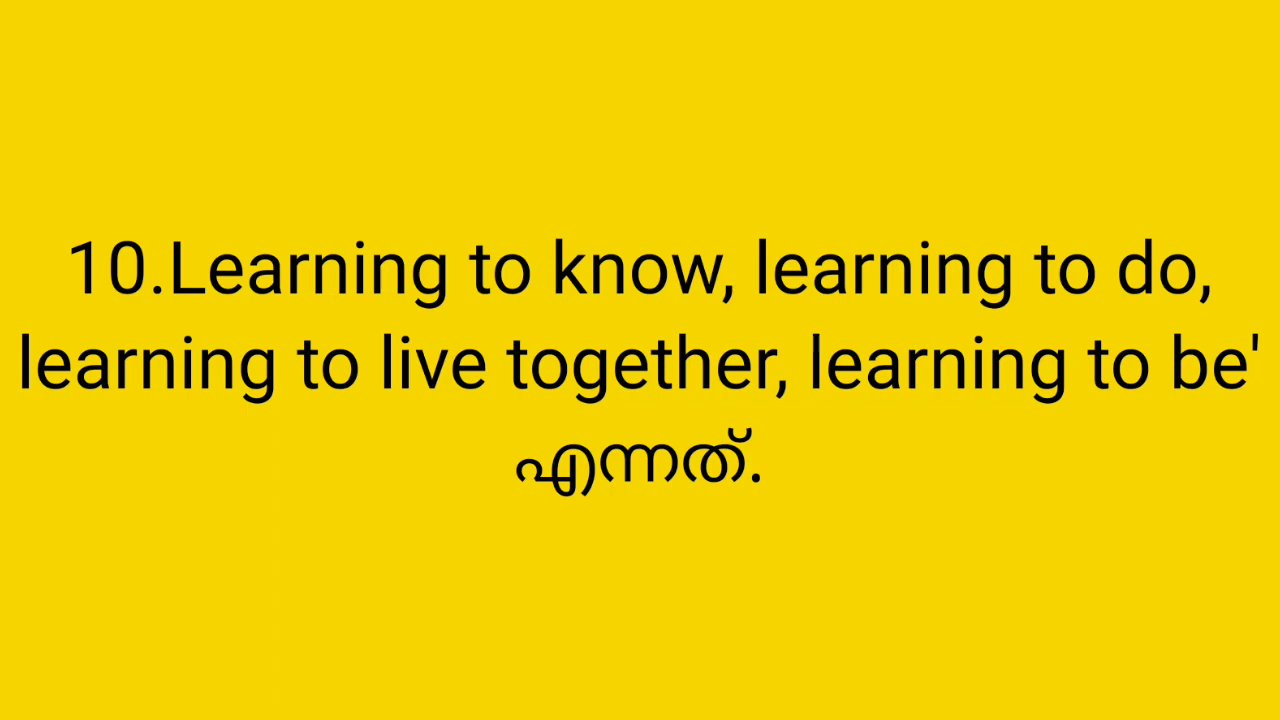 10.Learning to know, learning to do,
learning to live together, learning to be'
എന്നത്.